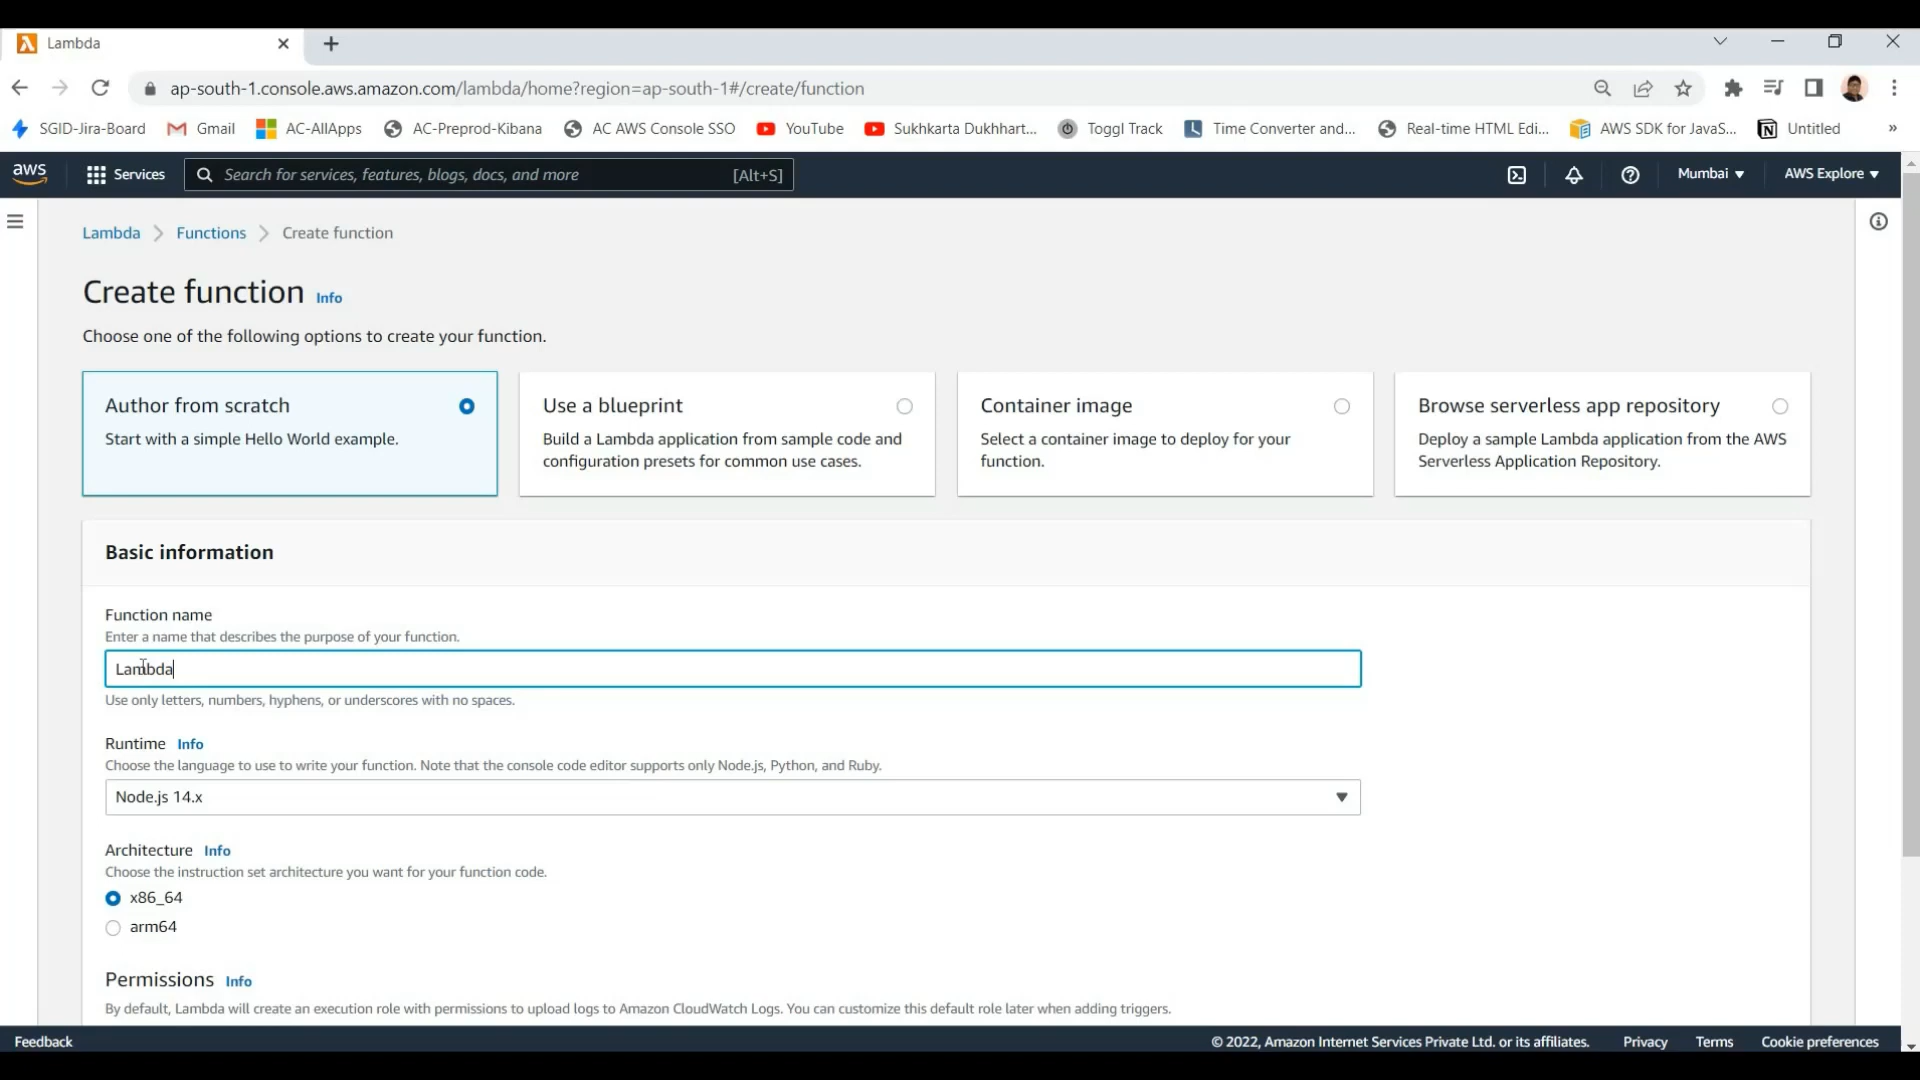 Lambda
ap-south-1.console.aws.amazon.com/lambda/home?region=ap-south-1#/create/function
SGID-Jira-Board Gmail AC-AllApps AC-Preprod-Kibana AC AWS Console SSO YouTube Sukhkarta Dukhhart... Toggl Track Time Converter and... Real-time HTML Edi... AWS SDK for JavaS... Untitled »
aws Services Search for services, features, blogs, docs, and more [Alt+S] Mumbai AWS Explore
Lambda Functions Create function
Create function Info
Choose one of the following options to create your function.
Author from scratch
Start with a simple Hello World example.
Use a blueprint
Build a Lambda application from sample code and
configuration presets for common use cases.
Container image
Select a container image to deploy for your
function.
Browse serverless app repository
Deploy a sample Lambda application from the AWS
Serverless Application Repository.
Basic information
Function name
Enter a name that describes the purpose of your function.
Lambda
Use only letters, numbers, hyphens, or underscores with no spaces.
Runtime Info
Choose the language to use to write your function. Note that the console code editor supports only Node.js, Python, and Ruby.
Node.js 14.x
Architecture Info
Choose the instruction set architecture you want for your function code.
x86_64
arm64
Permissions Info
By default, Lambda will create an execution role with permissions to upload logs to Amazon CloudWatch Logs. You can customize this default role later when adding triggers.
Feedback © 2022, Amazon Internet Services Private Ltd. or its affiliates. Privacy Terms Cookie preferences